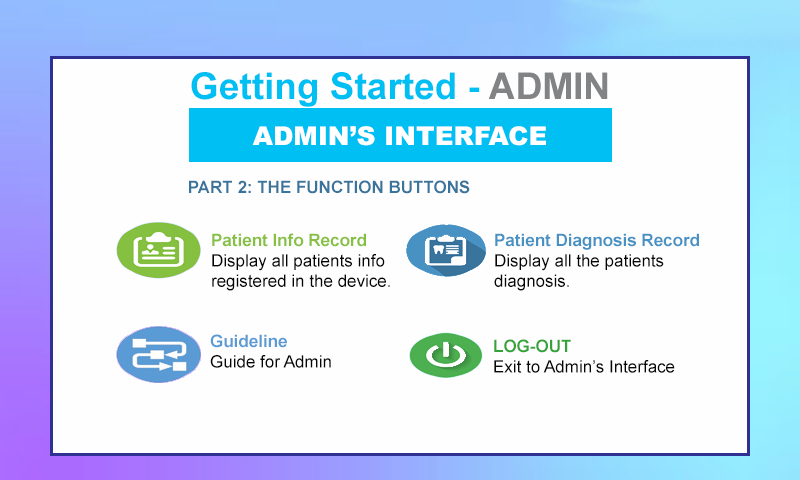 Getting Started - ADMIN
ADMIN’S INTERFACE
PART 2: THE FUNCTION BUTTONS
Patient Info Record
Display all patients info
registered in the device.
Patient Diagnosis Record
Display all the patients
diagnosis.
Guideline
Guide for Admin
LOG-OUT
Exit to Admin’s Interface